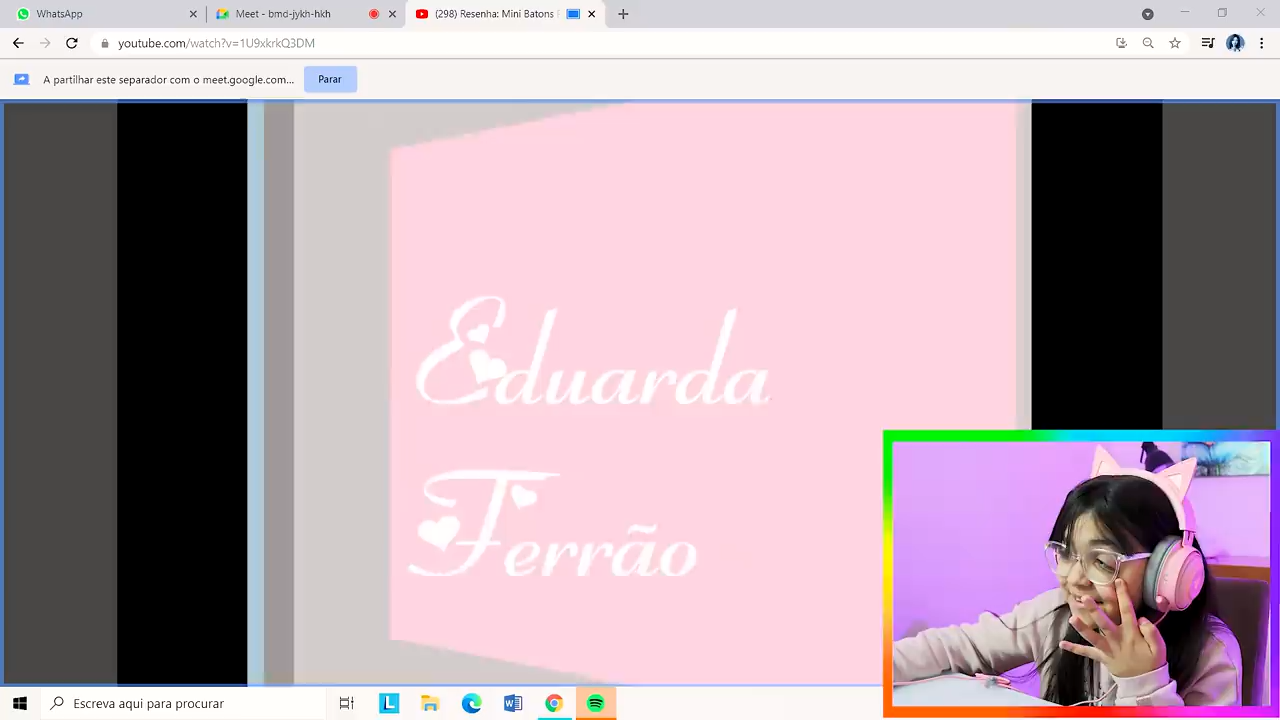 WhatsApp
Meet - bmd-jykh-hkh
(298) Resenha: Mini Batons
youtube.com/watch?v=1U9xkrkQ3DM
A partilhar este separador com o meet.google.com...
Parar
Eduarda
Ferrão
Escreva aqui para procurar